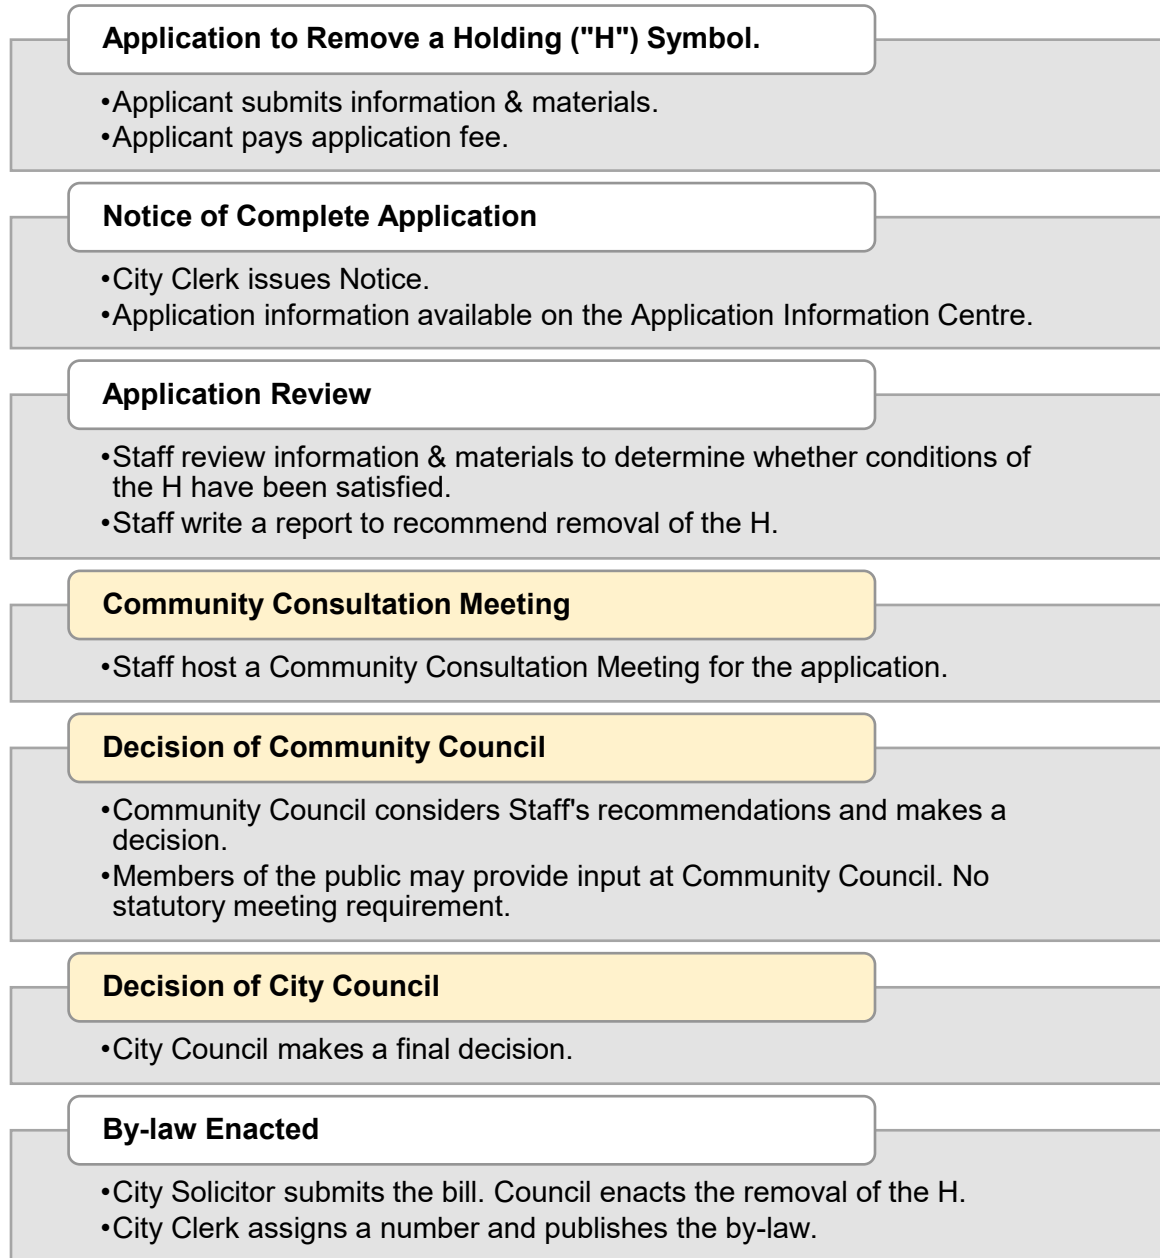 Application to Remove a Holding ("H") Symbol.
•Applicant submits information & materials.
•Applicant pays application fee.
Notice of Complete Application
•City Clerk issues Notice.
•Application information available on the Application Information Centre.
Application Review
•Staff review information & materials to determine whether conditions of
the H have been satisfied.
•Staff write a report to recommend removal of the H.
Community Consultation Meeting
•Staff host a Community Consultation Meeting for the application.
Decision of Community Council
•Community Council considers Staff's recommendations and makes a
decision.
•Members of the public may provide input at Community Council. No
statutory meeting requirement.
Decision of City Council
•City Council makes a final decision.
By-law Enacted
•City Solicitor submits the bill. Council enacts the removal of the H.
•City Clerk assigns a number and publishes the by-law.